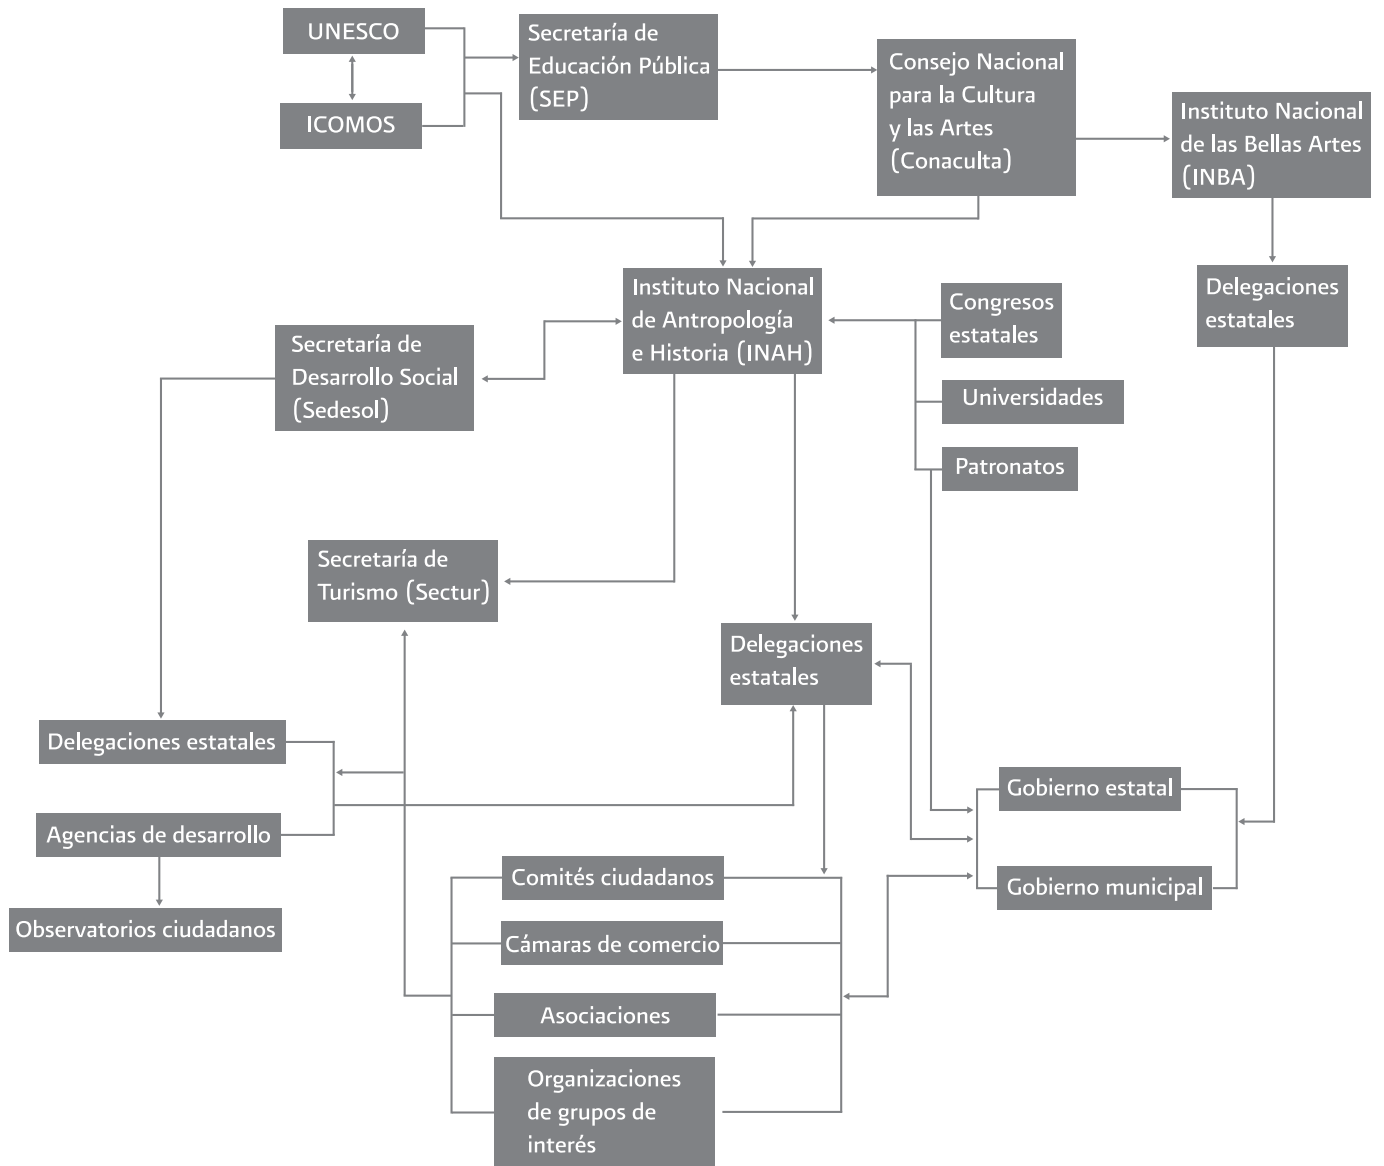 UNESCO
ICOMOS
Secretaría de
Educación Pública
(SEP)
Consejo Nacional
para la Cultura
y las Artes
(Conaculta)
Instituto Nacional
de las Bellas Artes
(INBA)
Delegaciones
estatales
Instituto Nacional
de Antropología
e Historia (INAH)
Congresos
estatales
Universidades
Patronatos
Secretaría de
Desarrollo Social
(Sedesol)
Secretaría de
Turismo (Sectur)
Delegaciones
estatales
Delegaciones estatales
Agencias de desarrollo
Observatorios ciudadanos
Gobierno estatal
Gobierno municipal
Comités ciudadanos
Cámaras de comercio
Asociaciones
Organizaciones
de grupos de
interés